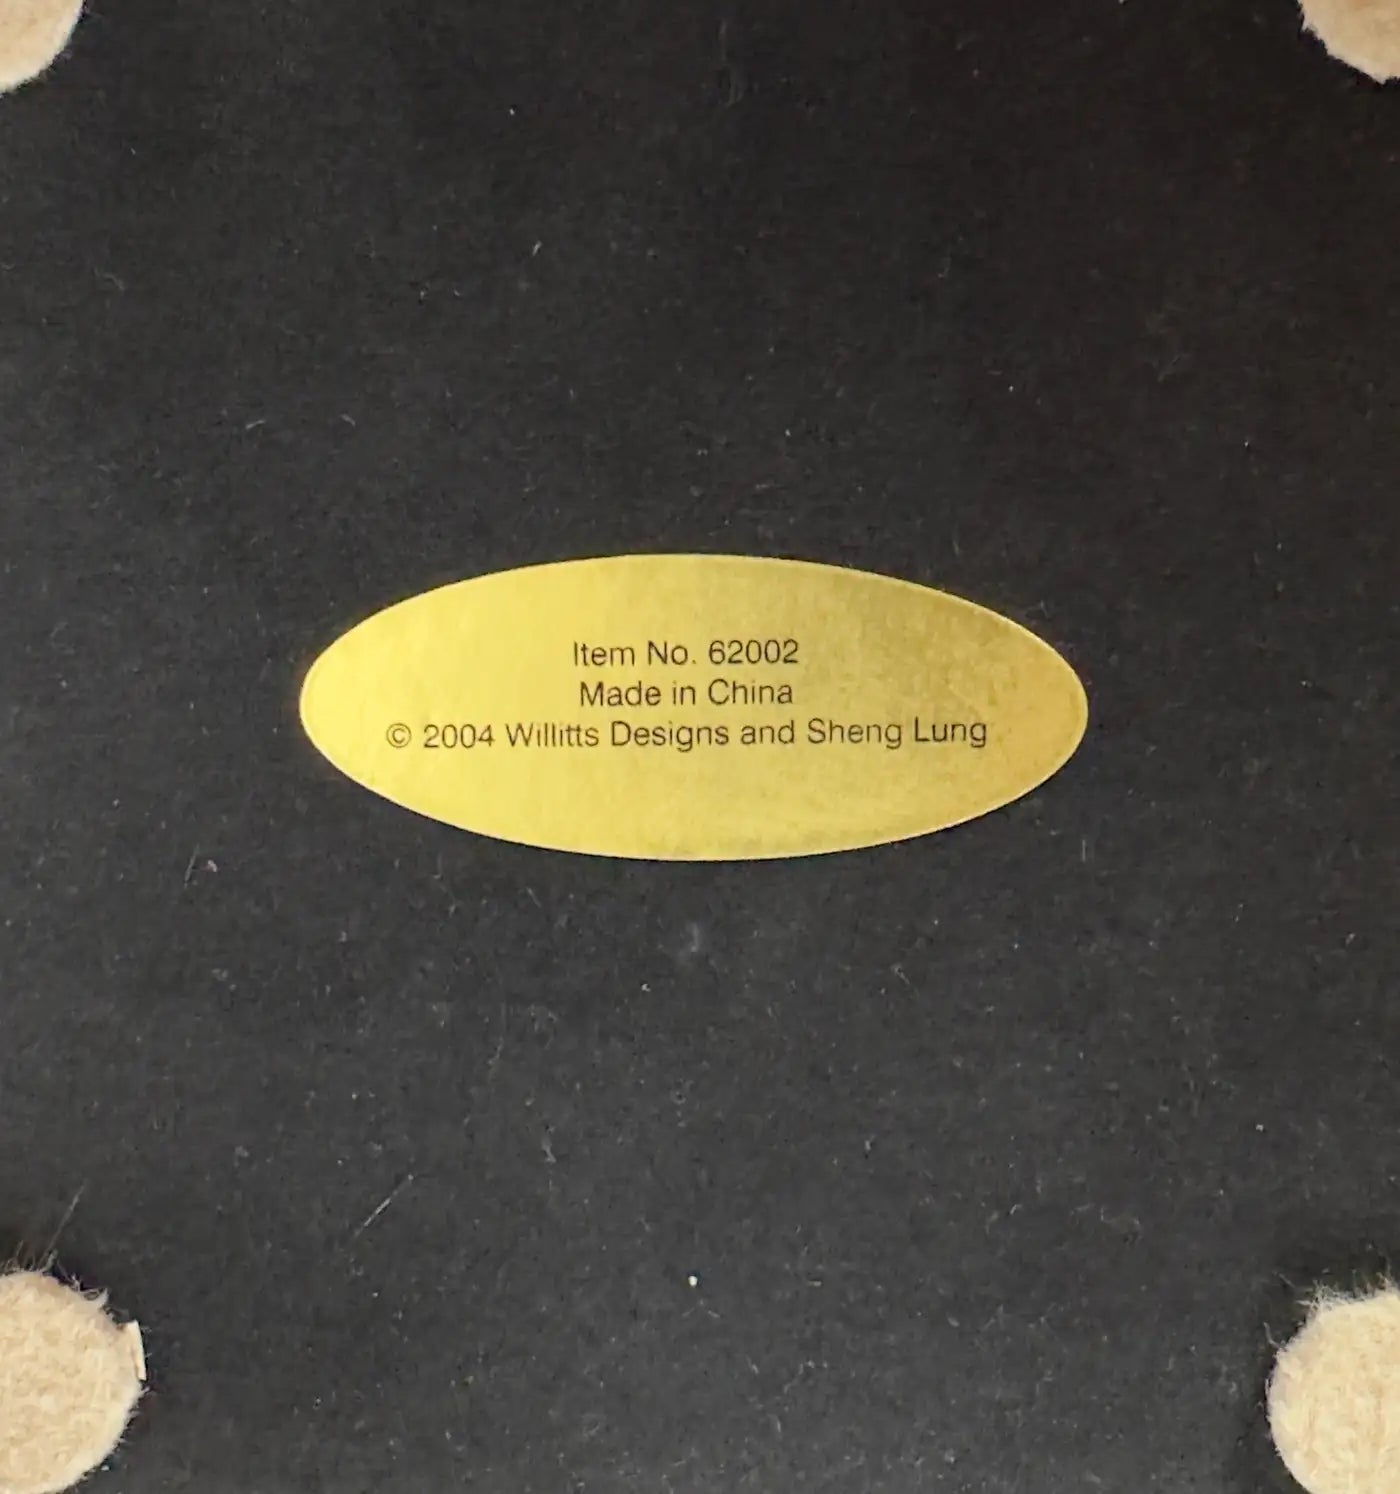 Item No. 62002
Made in China
© 2004 Willitts Designs and Sheng Lung